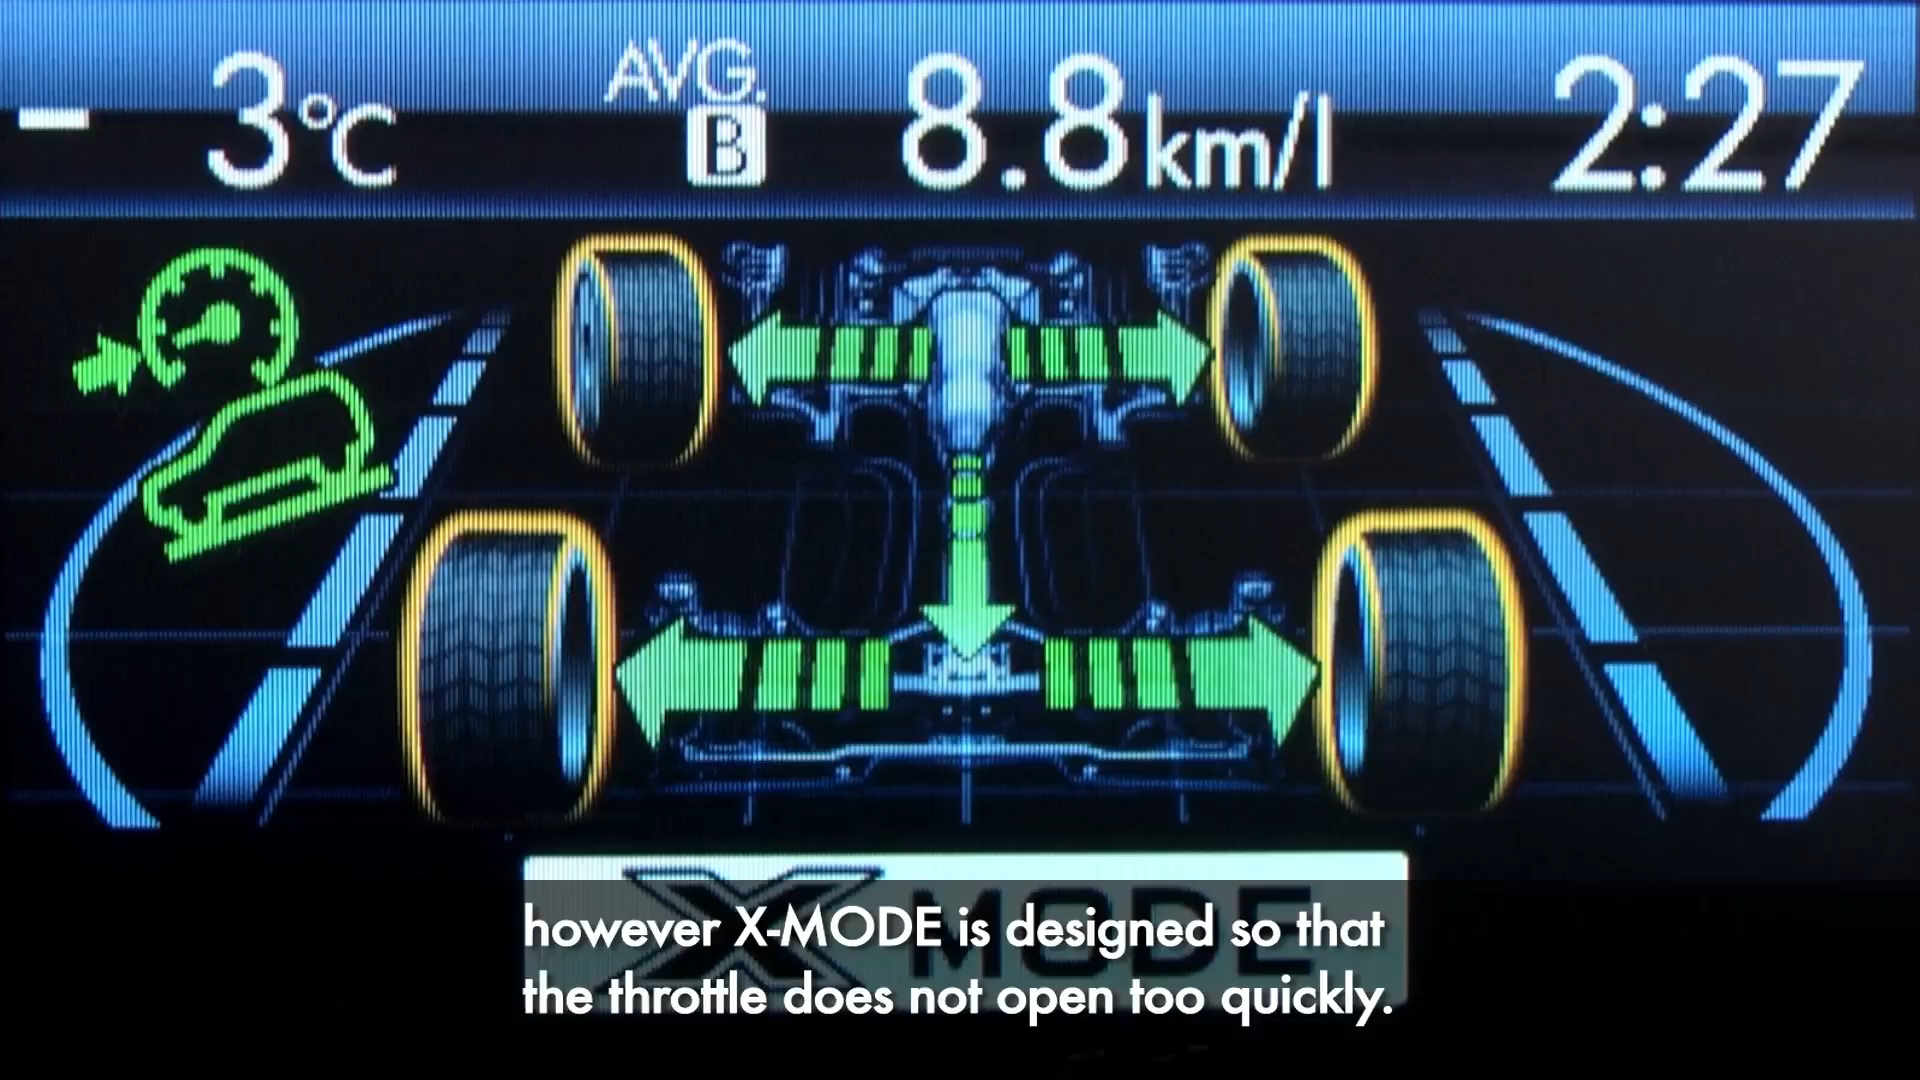 - 3°C AVG. B 8.8km/l 2:27
X MODE
however X-MODE is designed so that
the throttle does not open too quickly.